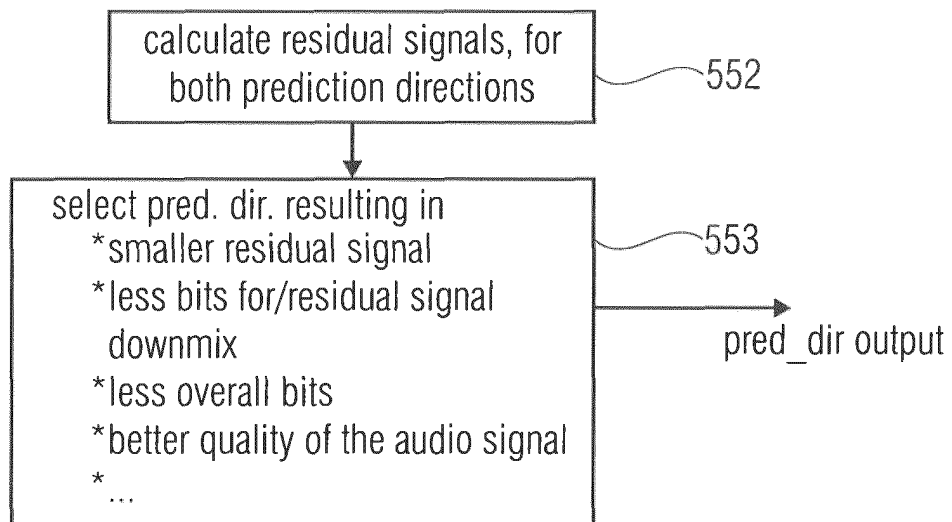 calculate residual signals, for
both prediction directions
552
select pred. dir. resulting in
*smaller residual signal
*less bits for/residual signal
downmix
*less overall bits
*better quality of the audio signal
*...
553
pred_dir output